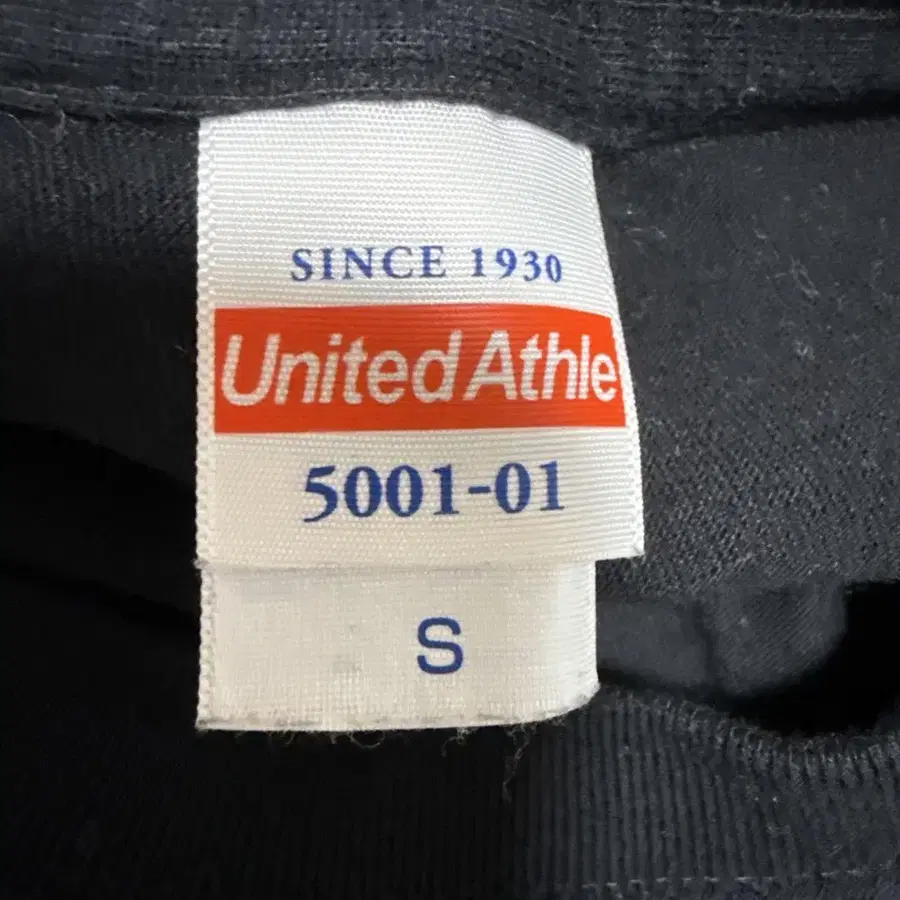 SINCE 1930
United Athle
5001-01
S